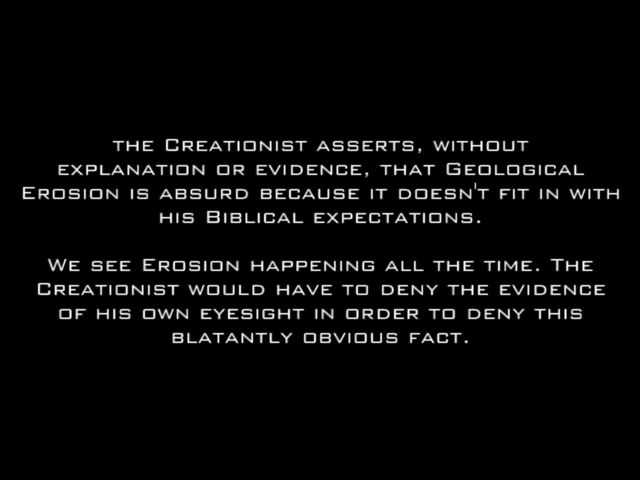 the Creationist asserts, without
explanation or evidence, that Geological
Erosion is absurd because it doesn't fit in with
his Biblical expectations.
We see Erosion happening all the time. The
Creationist would have to deny the evidence
of his own eyesight in order to deny this
blatantly obvious fact.